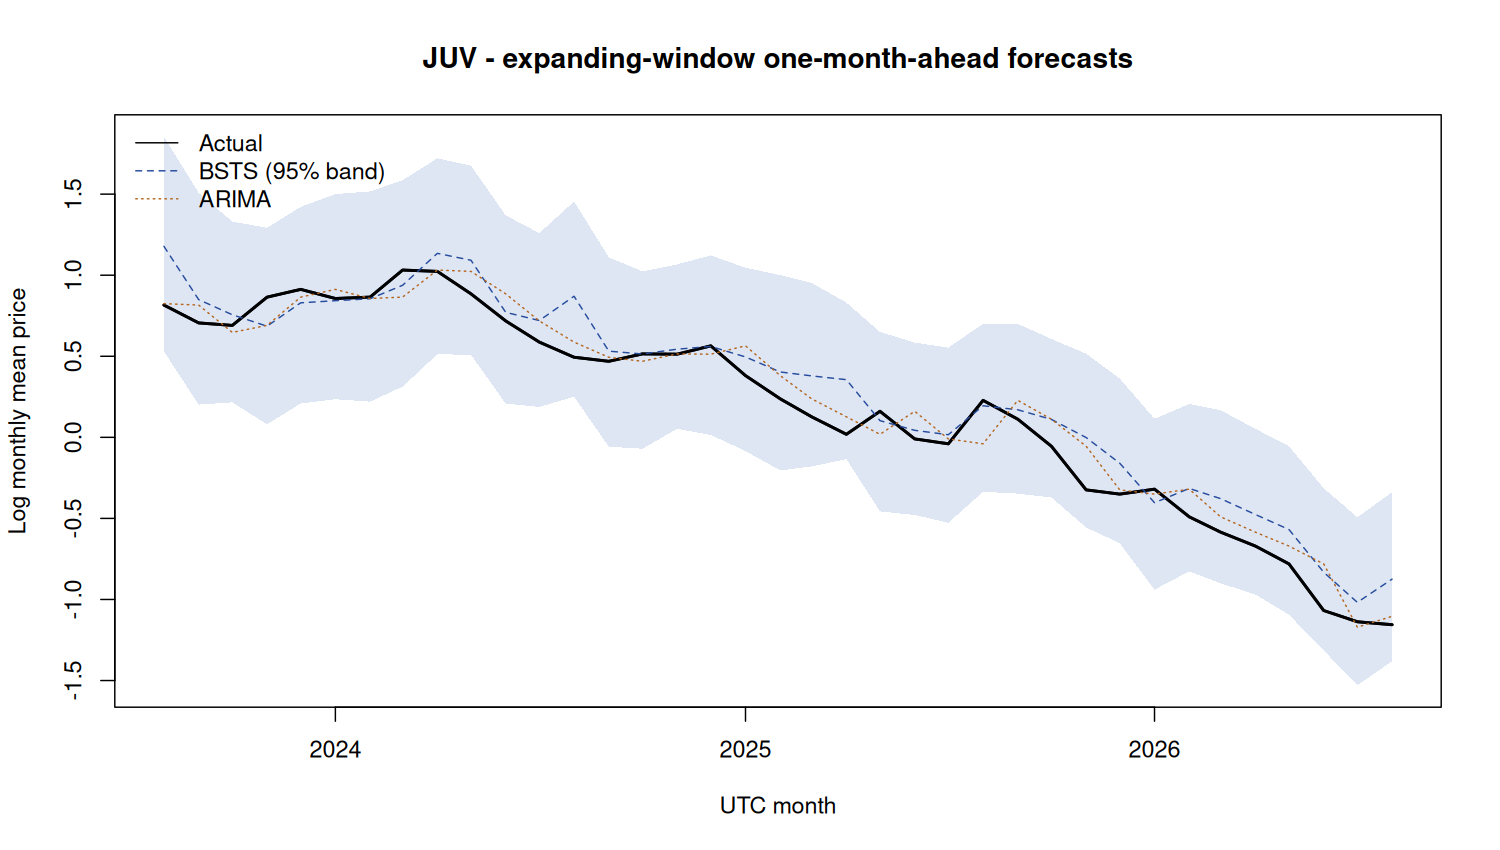 JUV - expanding-window one-month-ahead forecasts
Actual
BSTS (95% band)
ARIMA
Log monthly mean price
1.5
1.0
0.5
0.0
-0.5
-1.0
-1.5
2024
2025
2026
UTC month